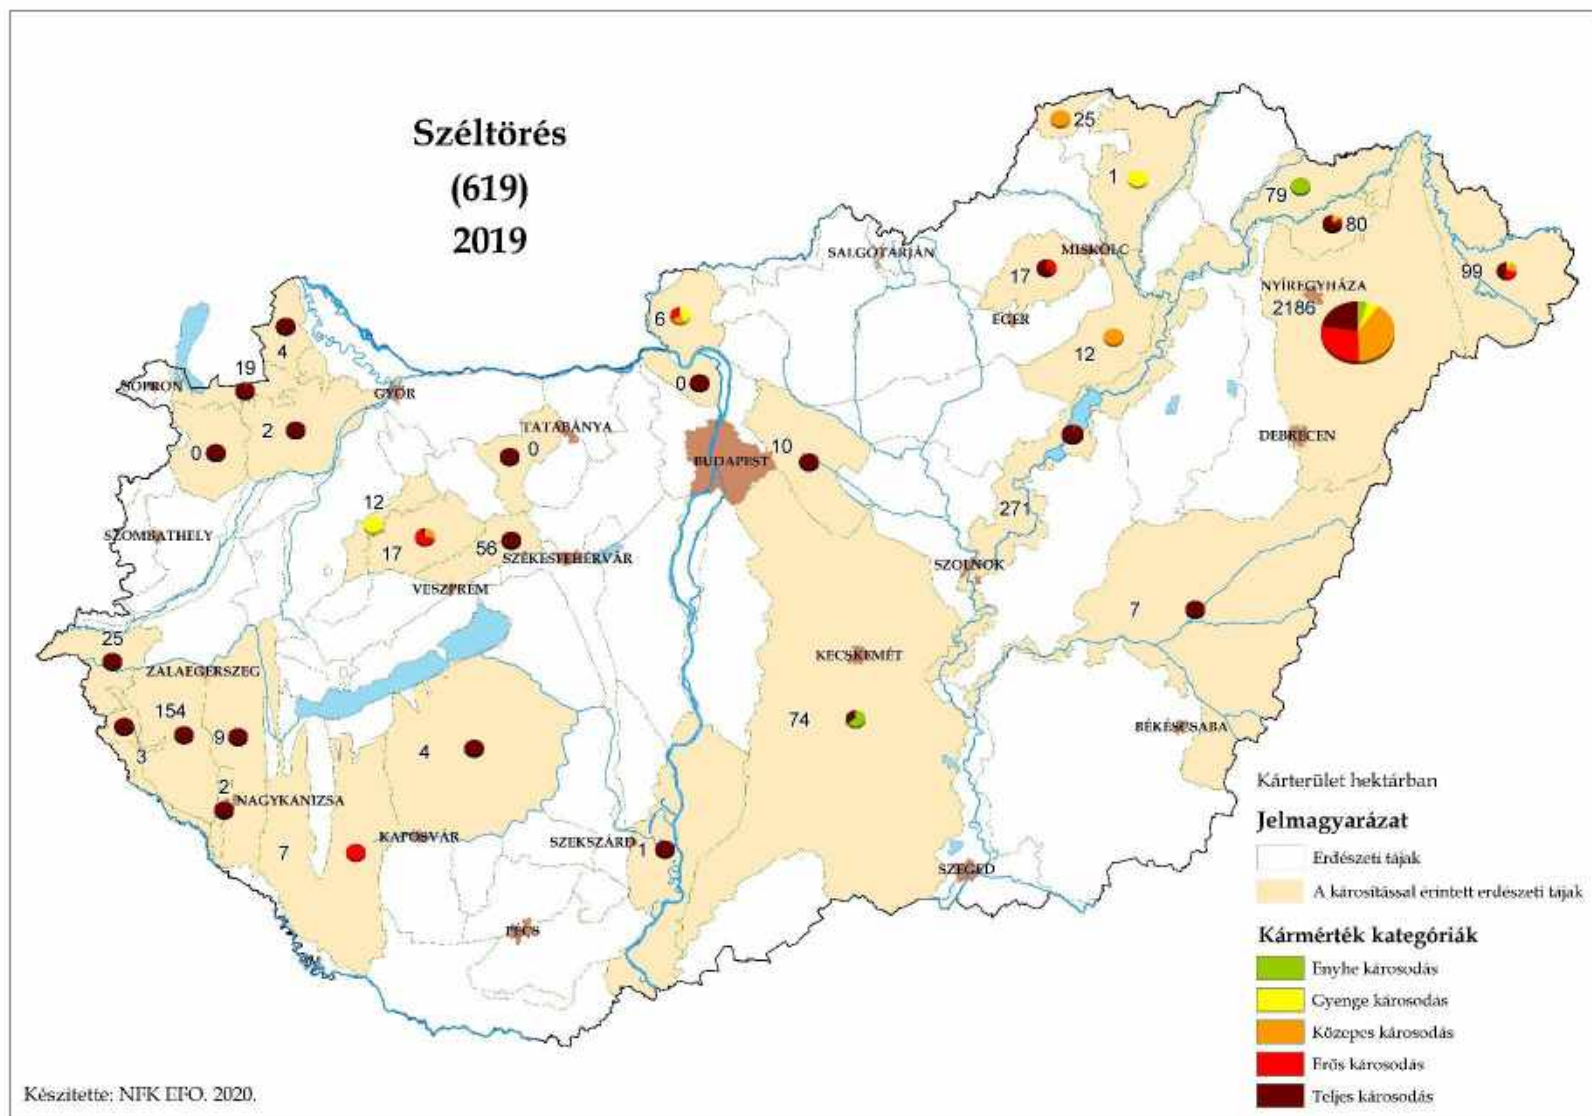 Széltörés
(619)
2019
25
1
79
80
99
SALGÓTARJÁN
MISKOLC
17
NYÍREGYHÁZA
2186
EGER
6
12
4
19
SOPRON
GYŐR
0
2
0
TATABÁNYA
0
10
BUDAPEST
DEBRECEN
12
271
SZOMBATHELY
17
56
SZÉKESFEHÉRVÁR
SZOLNOK
VESZPRÉM
7
25
ZALAEGERSZEG
KECSKEMÉT
154
9
3
4
74
BÉKÉSCSABA
2
NAGYKANIZSA
7
KAPOSVÁR
SZEKSZÁRD
1
SZEGED
PÉCS
Kárterület hektárban
Jelmagyarázat
Erdészeti tájak
A károsítással érintett erdészeti tájak
Kármérték kategóriák
Enyhe károsodás
Gyenge károsodás
Közepes károsodás
Erős károsodás
Teljes károsodás
Készítette: NFK EFO. 2020.